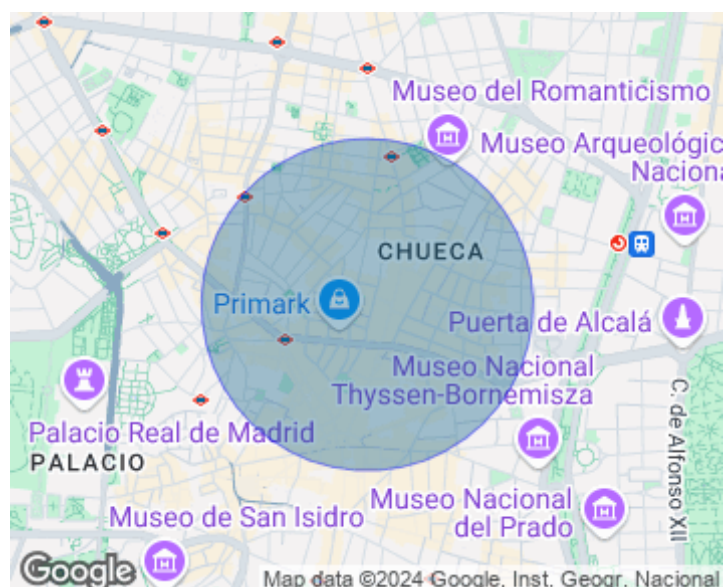 Museo del Romanticismo
Museo Arqueológic
Naciona
CHUECA
Primark
Puerta de Alcalá
Museo Nacional
Thyssen-Bornemisza
C. de Alfonso XII
Palacio Real de Madrid
PALACIO
Museo Nacional
del Prado
Museo de San Isidro
Google
Map data ©2024 Google, Inst. Geogr. Nacional